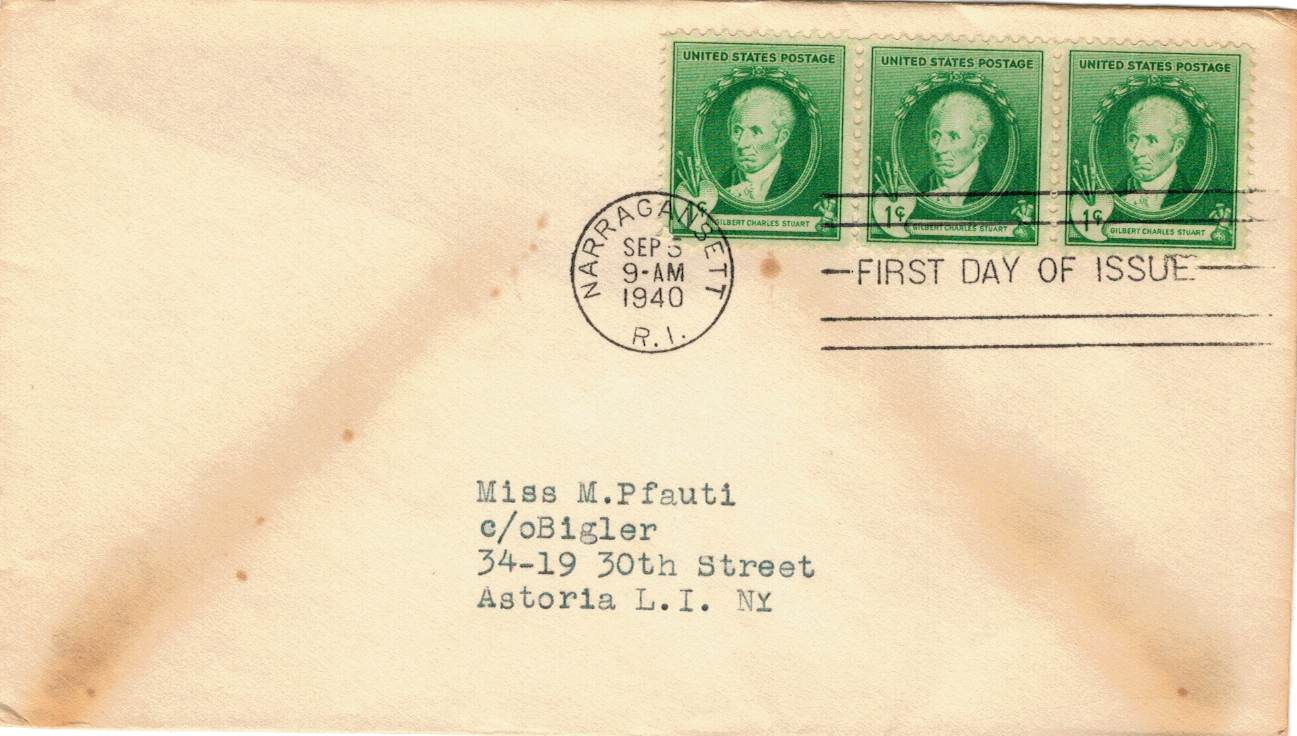 UNITED STATES POSTAGE UNITED STATES POSTAGE UNITED STATES POSTAGE
¢ 1¢ 1¢
GILBERT CHARLES STUART GILBERT CHARLES STUART GILBERT CHARLES STUART
NARRAGANSETT
SEP 5
9-AM
1940
R.I.
FIRST DAY OF ISSUE
Miss M.Pfauti
c/oBigler
34-19 30th Street
Astoria L.I. NY